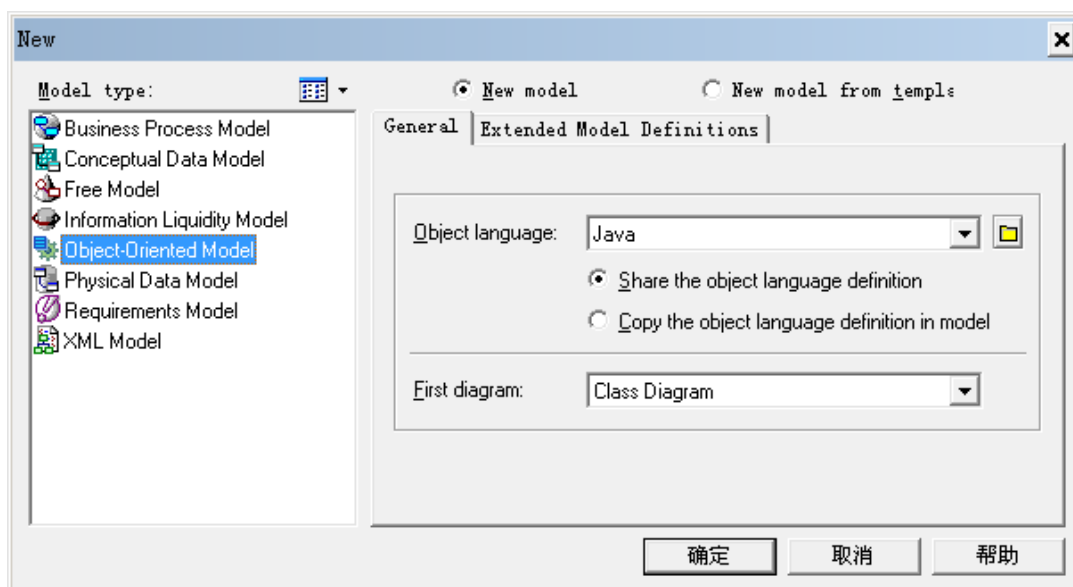 New
Model type:
New model
New model from templa
Business Process Model
Conceptual Data Model
Free Model
Information Liquidity Model
Object-Oriented Model
Physical Data Model
Requirements Model
XML Model
General
Extended Model Definitions
Object language:
Java
Share the object language definition
Copy the object language definition in model
First diagram:
Class Diagram
确定
取消
帮助